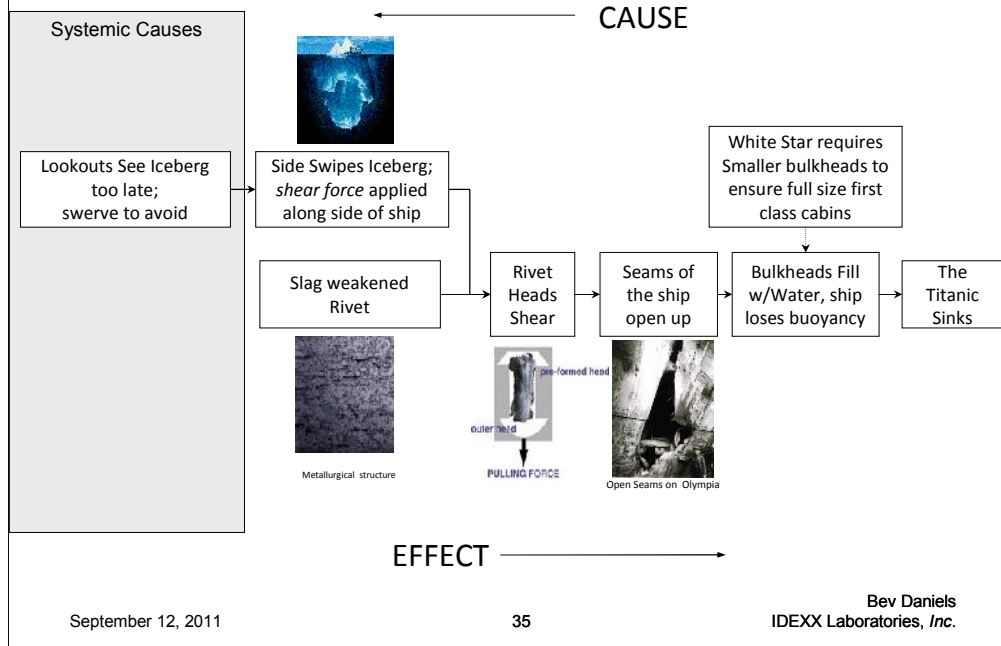 CAUSE
Systemic Causes
Lookouts See Iceberg
too late;
swerve to avoid
Side Swipes Iceberg;
shear force applied
along side of ship
White Star requires
Smaller bulkheads to
ensure full size first
class cabins
Slag weakened
Rivet
Rivet
Heads
Shear
Seams of
the ship
open up
Bulkheads Fill
w/Water, ship
loses buoyancy
The
Titanic
Sinks
Metallurgical structure
pre-formed head
outer head
PULLING FORCE
Open Seams on Olympia
EFFECT
September 12, 2011
35
Bev Daniels
IDEXX Laboratories, Inc.